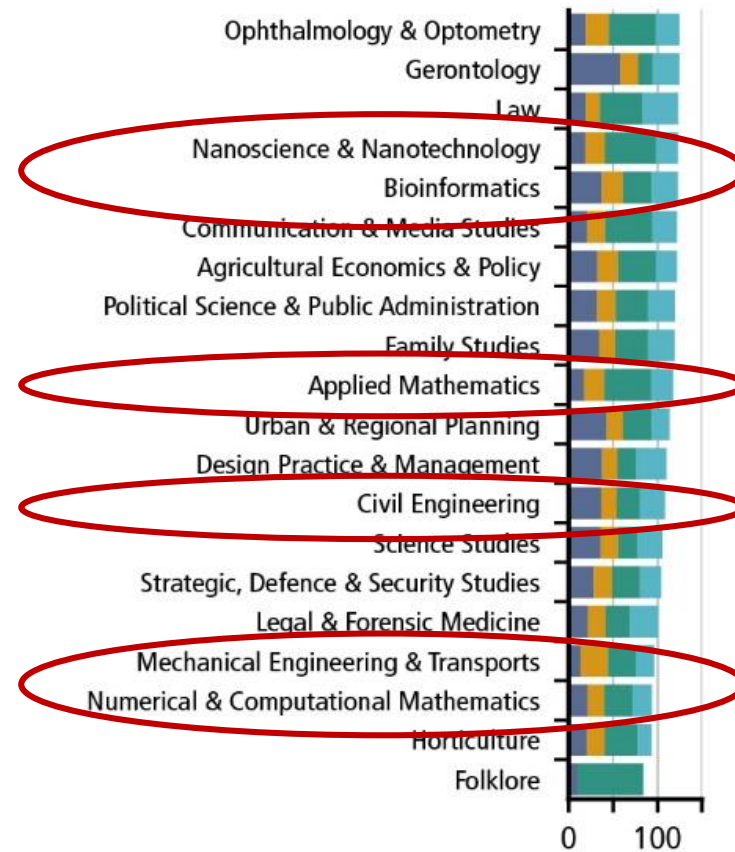 Ophthalmology & Optometry
Gerontology
Law
Nanoscience & Nanotechnology
Bioinformatics
Communication & Media Studies
Agricultural Economics & Policy
Political Science & Public Administration
Family Studies
Applied Mathematics
Urban & Regional Planning
Design Practice & Management
Civil Engineering
Science Studies
Strategic, Defence & Security Studies
Legal & Forensic Medicine
Mechanical Engineering & Transports
Numerical & Computational Mathematics
Horticulture
Folklore
0 100